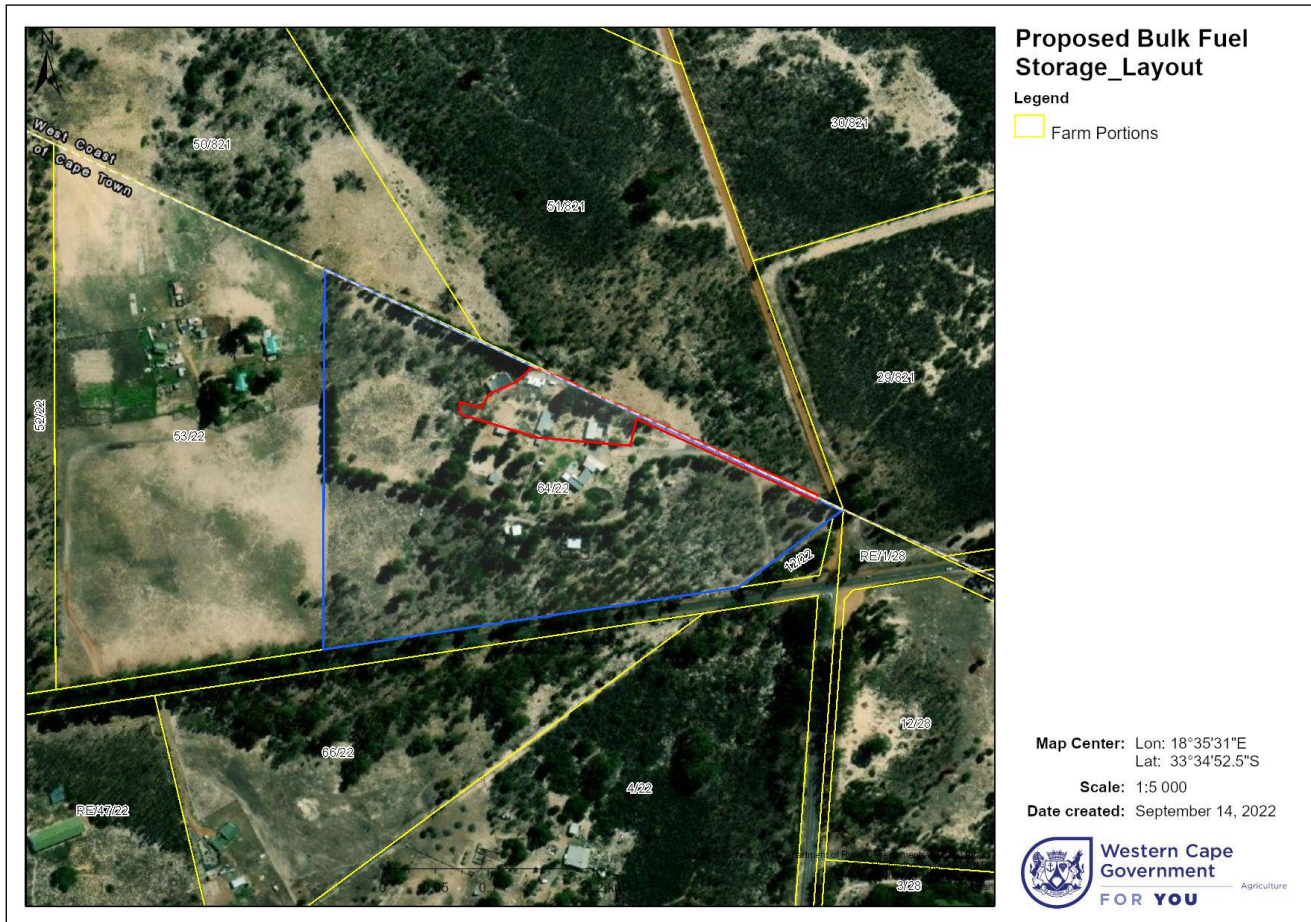 Proposed Bulk Fuel
Storage_Layout
Legend
Farm Portions
N
West Coast
of Cape Town
50/821
30/821
51/821
29/821
52/22
53/22
64/22
12/22
RE/1/28
12/28
66/22
4/22
RE/47/22
3/28
Map Center: Lon: 18°35'31"E
Lat: 33°34'52.5"S
Scale: 1:5 000
Date created: September 14, 2022
Western Cape
Government
Agriculture
FOR YOU